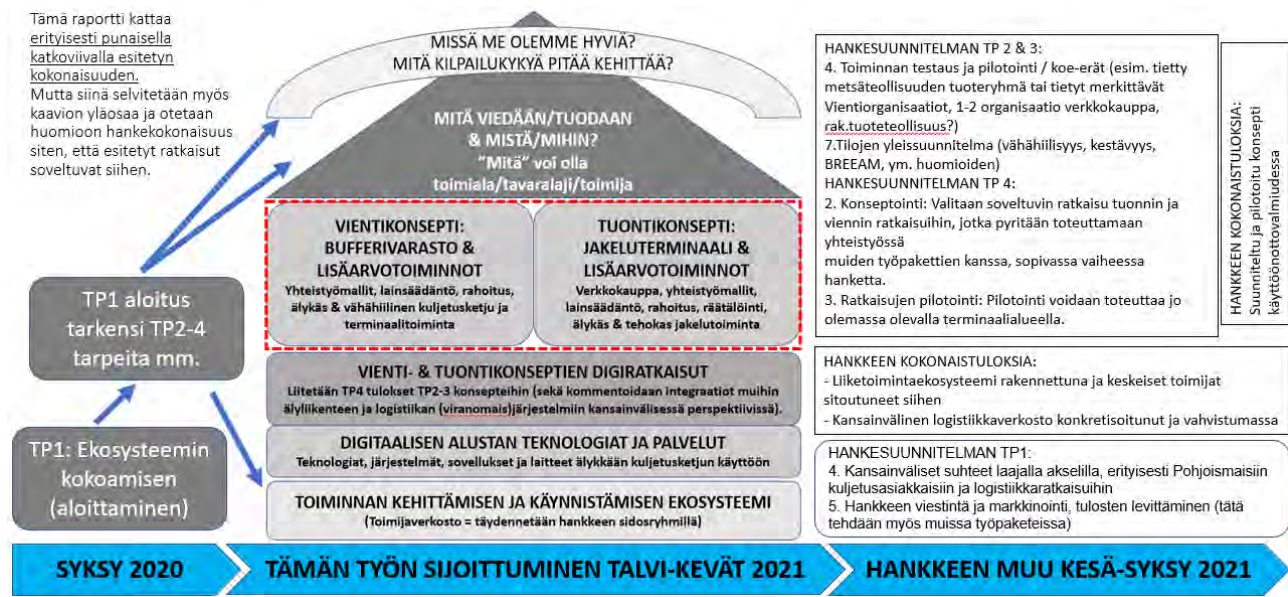 Tämä raportti kattaa
erityisesti punaisella
katkoviivalla esitetyn
kokonaisuuden.
Mutta siinä selvitetään myös
kaavion yläosaa ja otetaan
huomioon hankekokonaisuus
siten, että esitetyt ratkaisut
soveltuvat siihen.
TP1 aloitus
tarkensi TP2-4
tarpeita mm.
TP1: Ekosysteemin
kokoamisen
(aloittaminen)
MISSÄ ME OLEMME HYVIÄ?
MITÄ KILPAILUKYKYÄ PITÄÄ KEHITTÄÄ?
MITÄ VIEDÄÄN/TUODAAN
& MISTÄ/MIHIN?
"Mitä" voi olla
toimiala/tavaralaji/toimija
VIENTIKONSEPTI:
BUFFERIVARASTO &
LISÄARVOTOIMINNOT
Yhteistyömallit, lainsäädäntö, rahoitus,
älykäs & vähähiilinen kuljetusketju ja
terminaalitoiminta
TUONTIKONSEPTI:
JAKELUTERMINAALI &
LISÄARVOTOIMINNOT
Verkkokauppa, yhteistyömallit,
lainsäädäntö, rahoitus, räätälöinti,
älykäs & tehokas jakelutoiminta
VIENTI- & TUONTIKONSEPTIEN DIGIRATKAISUT
Liitetään TP4 tulokset TP2-3 konsepteihin (sekä kommentoidaan integraatiot muihin
älyliikenteen ja logistiikan (viranomais)järjestelmiin kansainvälisessä perspektiivissä).
DIGITAALISEN ALUSTAN TEKNOLOGIAT JA PALVELUT
Teknologiat, järjestelmät, sovellukset ja laitteet älykkään kuljetusketjun käyttöön
TOIMINNAN KEHITTÄMISEN JA KÄYNNISTÄMISEN EKOSYSTEEMI
(Toimijaverkosto = täydennetään hankkeen sidosryhmillä)
HANKESUUNNITELMAN TP 2 & 3:
4. Toiminnan testaus ja pilotointi / koe-erät (esim. tietty
metsäteollisuuden tuoteryhmä tai tietyt merkittävät
Vientiorganisaatiot, 1-2 organisaatio verkkokauppa,
rak.tuoteteollisuus?)
7.Tilojen yleissuunnitelma (vähähiilisyys, kestävyys,
BREEAM, ym. huomioiden)
HANKESUUNNITELMAN TP 4:
2. Konseptointi: Valitaan soveltuvin ratkaisu tuonnin ja
viennin ratkaisuihin, jotka pyritään toteuttamaan
yhteistyössä
muiden työpakettien kanssa, sopivassa vaiheessa
hanketta.
3. Ratkaisujen pilotointi: Pilotointi voidaan toteuttaa jo
olemassa olevalla terminaalialueella.
HANKKEEN KOKONAISTULOKSIA:
Suunniteltu ja pilotoitu konsepti
käyttöönottovalmiudessa
HANKKEEN KOKONAISTULOKSIA:
- Liiketoimintaekosysteemi rakennettuna ja keskeiset toimijat
sitoutuneet siihen
- Kansainvälinen logistiikkaverkosto konkretisoitunut ja vahvistumassa
HANKESUUNNITELMAN TP1:
4. Kansainväliset suhteet laajalla akselilla, erityisesti Pohjoismaisiin
kuljetusasiakkaisiin ja logistiikkaratkaisuihin
5. Hankkeen viestintä ja markkinointi, tulosten levittäminen (tätä
tehdään myös muissa työpaketeissa)
SYKSY 2020
TÄMÄN TYÖN SIJOITTUMINEN TALVI-KEVÄT 2021
HANKKEEN MUU KESÄ-SYKSY 2021